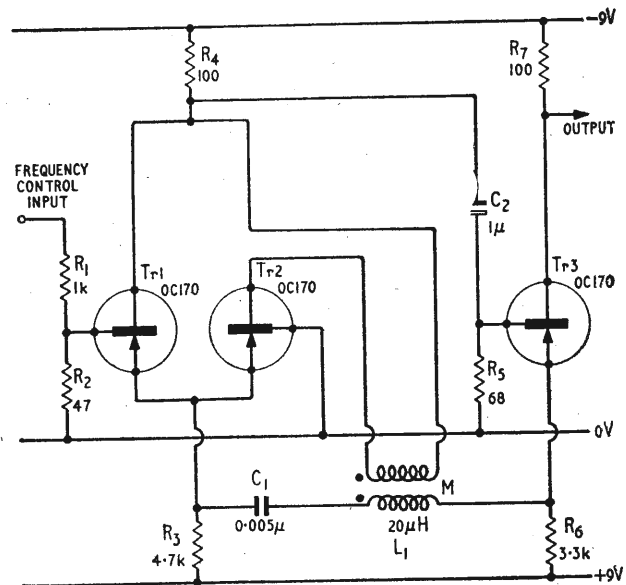 −9V
R4
100
R7
100
OUTPUT
FREQUENCY
CONTROL
INPUT
C2
1μ
R1
1k
Tr1
OC170
Tr2
OC170
Tr3
OC170
R2
47
R5
68
0V
C1
0·005μ
M
20μH
L1
R3
4·7k
R6
3·3k
+9V